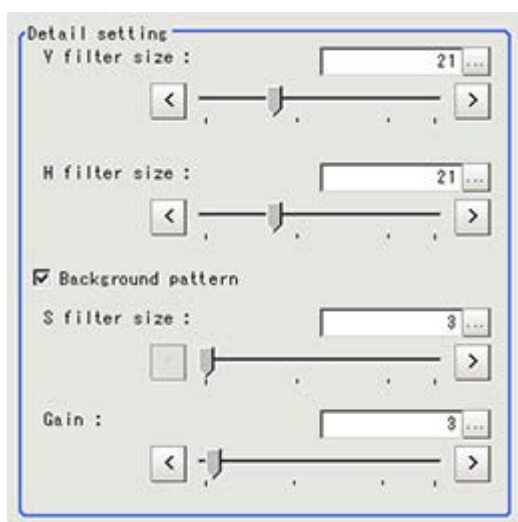 Detail setting
V filter size : 21 ...
< >
H filter size : 21 ...
< >
Background pattern
S filter size : 3 ...
>
Gain : 3 ...
< >